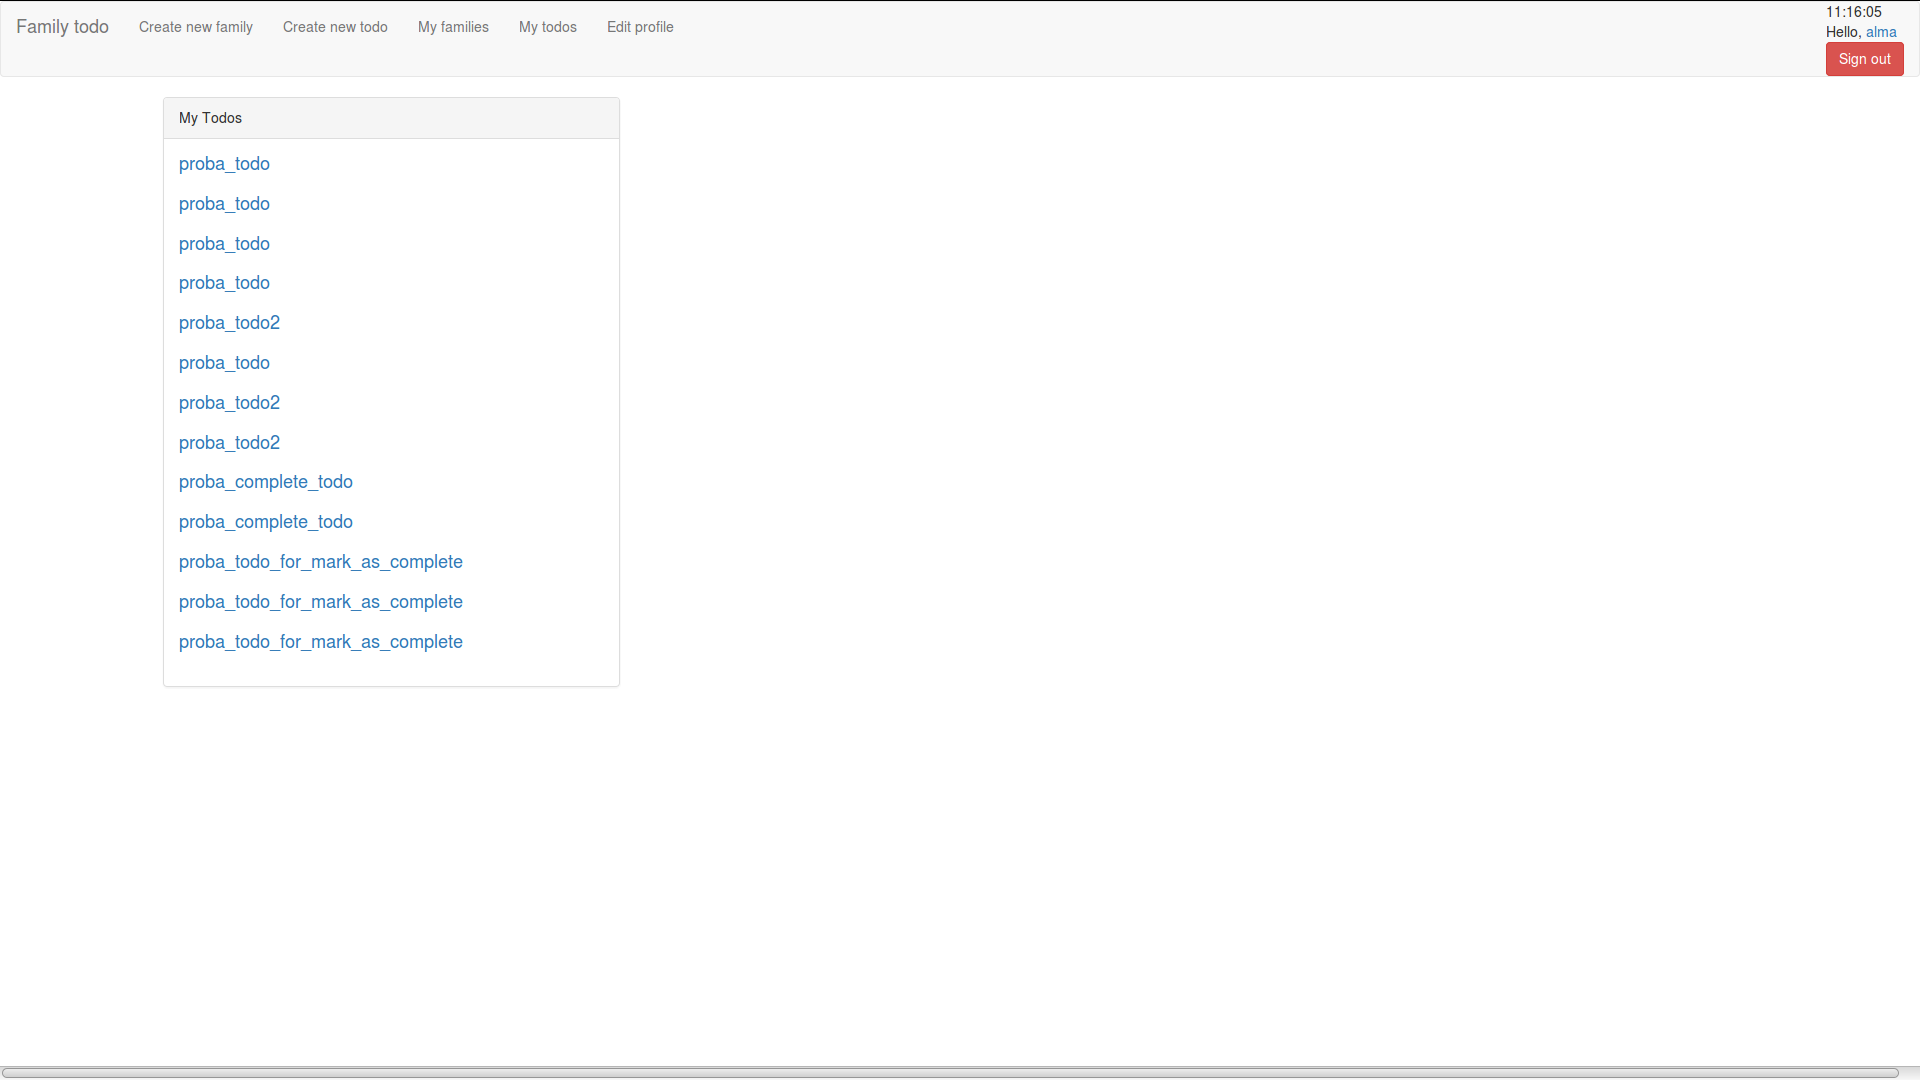 Family todo Create new family Create new todo My families My todos Edit profile
11:16:05
Hello, alma
Sign out
My Todos
proba_todo
proba_todo
proba_todo
proba_todo
proba_todo2
proba_todo
proba_todo2
proba_todo2
proba_complete_todo
proba_complete_todo
proba_todo_for_mark_as_complete
proba_todo_for_mark_as_complete
proba_todo_for_mark_as_complete